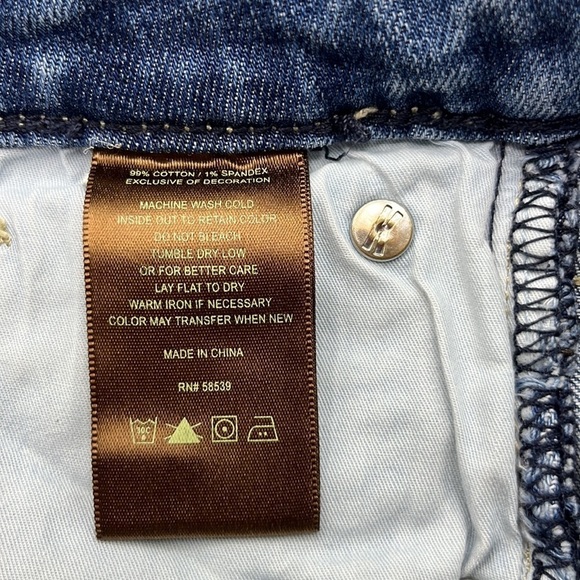 99% COTTON / 1% SPANDEX
EXCLUSIVE OF DECORATION
MACHINE WASH COLD
INSIDE OUT TO RETAIN COLOR
DO NOT BLEACH
TUMBLE DRY LOW
OR FOR BETTER CARE
LAY FLAT TO DRY
WARM IRON IF NECESSARY
COLOR MAY TRANSFER WHEN NEW
MADE IN CHINA
RN# 58539